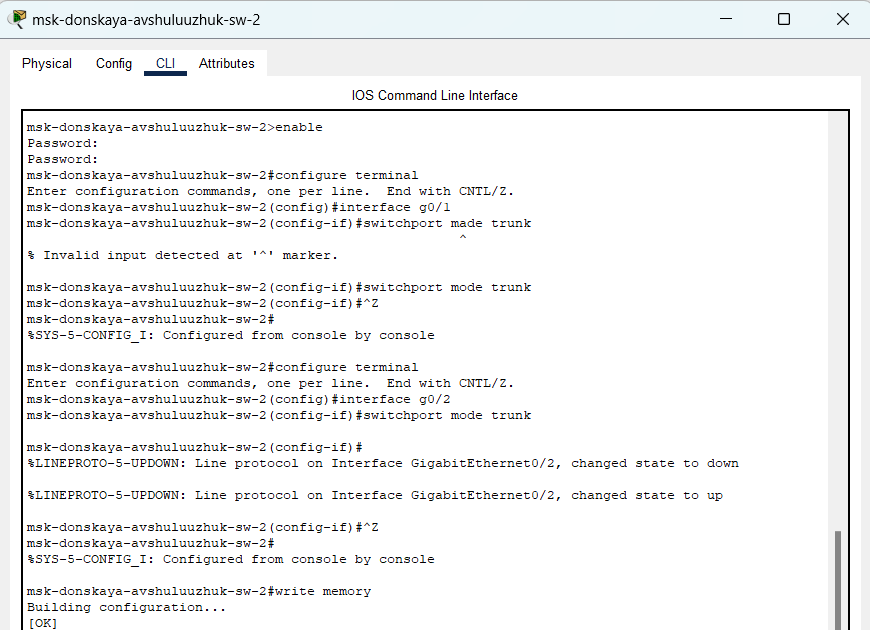 msk-donskaya-avshuluuzhuk-sw-2
Physical Config CLI Attributes
IOS Command Line Interface
msk-donskaya-avshuluuzhuk-sw-2>enable
Password:
Password:
msk-donskaya-avshuluuzhuk-sw-2#configure terminal
Enter configuration commands, one per line.  End with CNTL/Z.
msk-donskaya-avshuluuzhuk-sw-2(config)#interface g0/1
msk-donskaya-avshuluuzhuk-sw-2(config-if)#switchport made trunk
^
% Invalid input detected at '^' marker.
msk-donskaya-avshuluuzhuk-sw-2(config-if)#switchport mode trunk
msk-donskaya-avshuluuzhuk-sw-2(config-if)#^Z
msk-donskaya-avshuluuzhuk-sw-2#
%SYS-5-CONFIG_I: Configured from console by console
msk-donskaya-avshuluuzhuk-sw-2#configure terminal
Enter configuration commands, one per line.  End with CNTL/Z.
msk-donskaya-avshuluuzhuk-sw-2(config)#interface g0/2
msk-donskaya-avshuluuzhuk-sw-2(config-if)#switchport mode trunk
msk-donskaya-avshuluuzhuk-sw-2(config-if)#
%LINEPROTO-5-UPDOWN: Line protocol on Interface GigabitEthernet0/2, changed state to down
%LINEPROTO-5-UPDOWN: Line protocol on Interface GigabitEthernet0/2, changed state to up
msk-donskaya-avshuluuzhuk-sw-2(config-if)#^Z
msk-donskaya-avshuluuzhuk-sw-2#
%SYS-5-CONFIG_I: Configured from console by console
msk-donskaya-avshuluuzhuk-sw-2#write memory
Building configuration...
[OK]